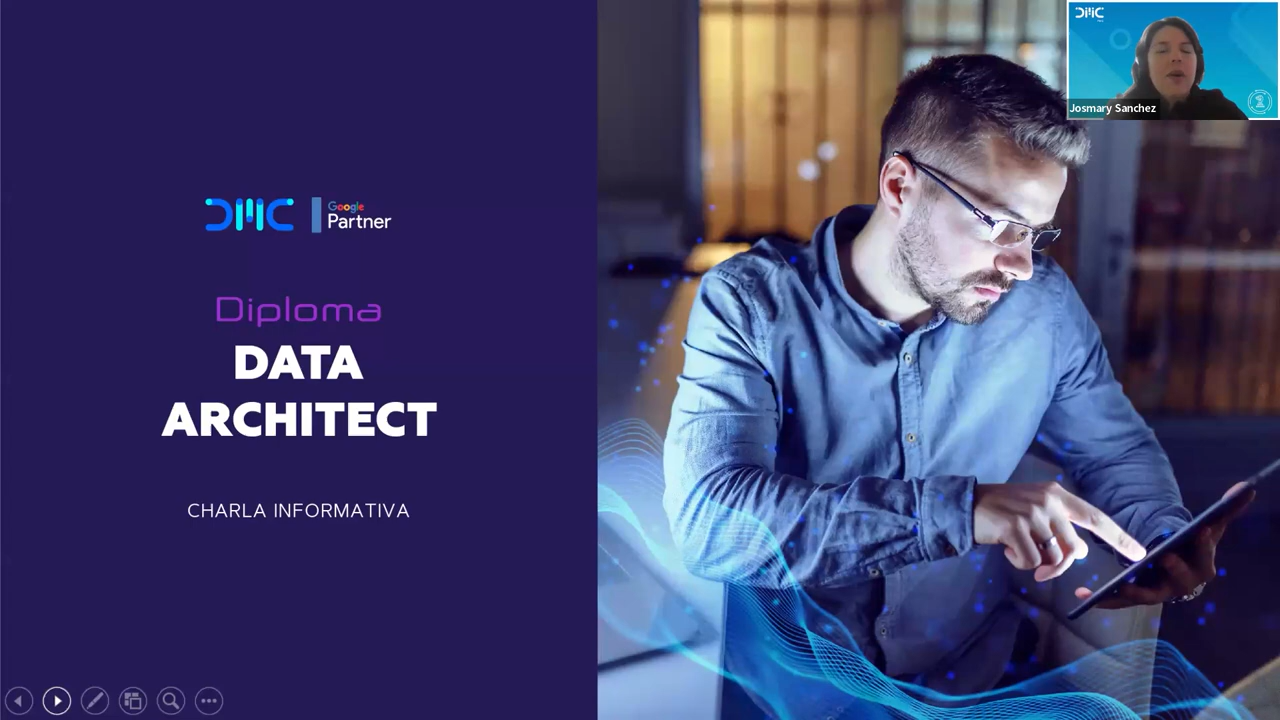 DMC
Google
Partner
Diploma
DATA
ARCHITECT
CHARLA INFORMATIVA
DMC
Josmary Sanchez